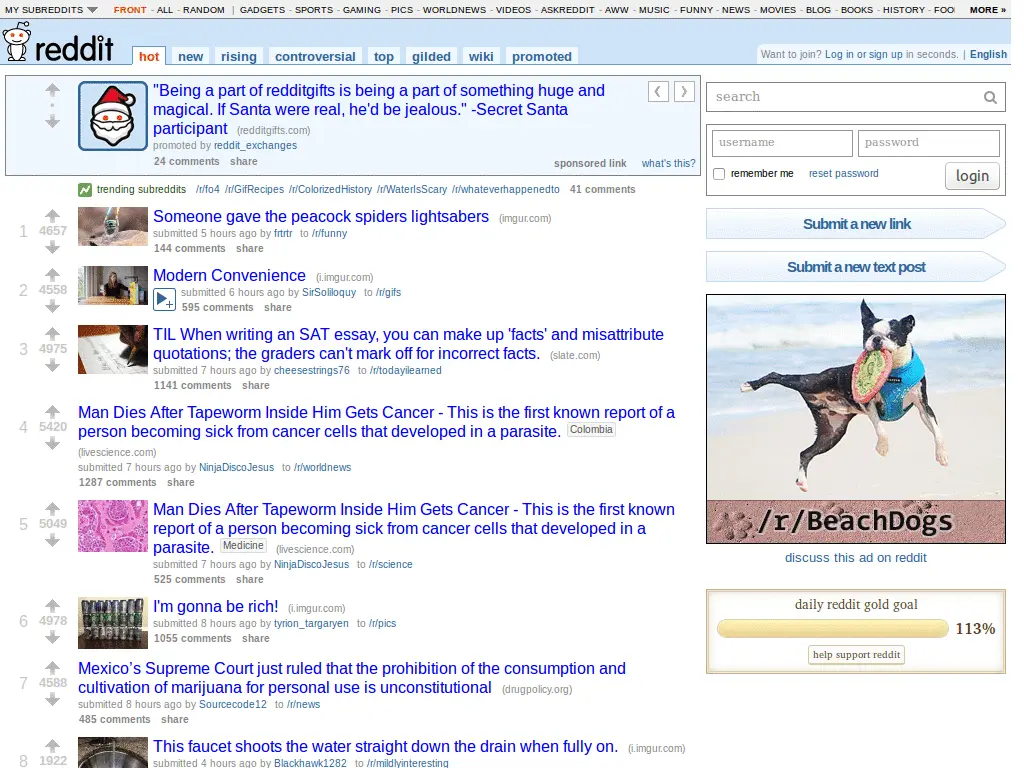 MY SUBREDDITS FRONT - ALL - RANDOM | GADGETS - SPORTS - GAMING - PICS - WORLDNEWS - VIDEOS - ASKREDDIT - AWW - MUSIC - FUNNY - NEWS - MOVIES - BLOG - BOOKS - HISTORY - FOO MORE »
reddit hot new rising controversial top gilded wiki promoted
Want to join? Log in or sign up in seconds. | English
"Being a part of redditgifts is being a part of something huge and
magical. If Santa were real, he'd be jealous." -Secret Santa
participant (redditgifts.com)
promoted by reddit_exchanges
24 comments share
sponsored link what's this?
trending subreddits /r/fo4 /r/GifRecipes /r/ColorizedHistory /r/WaterIsScary /r/whateverhappenedto 41 comments
1 4657
Someone gave the peacock spiders lightsabers (imgur.com)
submitted 5 hours ago by frtrtr to /r/funny
144 comments share
2 4558
Modern Convenience (i.imgur.com)
submitted 6 hours ago by SirSoliloquy to /r/gifs
595 comments share
3 4975
TIL When writing an SAT essay, you can make up 'facts' and misattribute
quotations; the graders can't mark off for incorrect facts. (slate.com)
submitted 7 hours ago by cheesestrings76 to /r/todayilearned
1141 comments share
4 5420
Man Dies After Tapeworm Inside Him Gets Cancer - This is the first known report of a
person becoming sick from cancer cells that developed in a parasite. Colombia
(livescience.com)
submitted 7 hours ago by NinjaDiscoJesus to /r/worldnews
1287 comments share
5 5049
Man Dies After Tapeworm Inside Him Gets Cancer - This is the first known
report of a person becoming sick from cancer cells that developed in a
parasite. Medicine (livescience.com)
submitted 7 hours ago by NinjaDiscoJesus to /r/science
525 comments share
6 4978
I'm gonna be rich! (i.imgur.com)
submitted 8 hours ago by tyrion_targaryen to /r/pics
1055 comments share
7 4588
Mexico’s Supreme Court just ruled that the prohibition of the consumption and
cultivation of marijuana for personal use is unconstitutional (drugpolicy.org)
submitted 8 hours ago by Sourcecode12 to /r/news
485 comments share
8 1922
This faucet shoots the water straight down the drain when fully on. (i.imgur.com)
submitted 4 hours ago by Blackhawk1282 to /r/mildlyinteresting
search
username password
remember me reset password login
Submit a new link
Submit a new text post
/r/BeachDogs
discuss this ad on reddit
daily reddit gold goal
113%
help support reddit